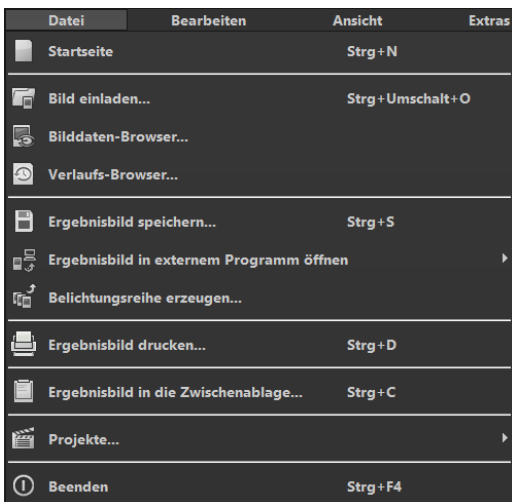 Datei Bearbeiten Ansicht Extras
Startseite Strg+N
Bild einladen... Strg+Umschalt+O
Bilddaten-Browser...
Verlaufs-Browser...
Ergebnisbild speichern... Strg+S
Ergebnisbild in externem Programm öffnen
Belichtungsreihe erzeugen...
Ergebnisbild drucken... Strg+D
Ergebnisbild in die Zwischenablage... Strg+C
Projekte...
Beenden Strg+F4